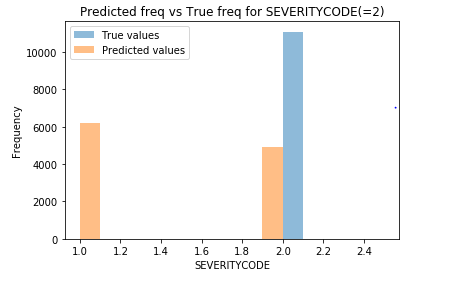 Predicted freq vs True freq for SEVERITYCODE(=2)
True values
Predicted values
10000
8000
6000
4000
2000
0
Frequency
1.0 1.2 1.4 1.6 1.8 2.0 2.2 2.4
SEVERITYCODE